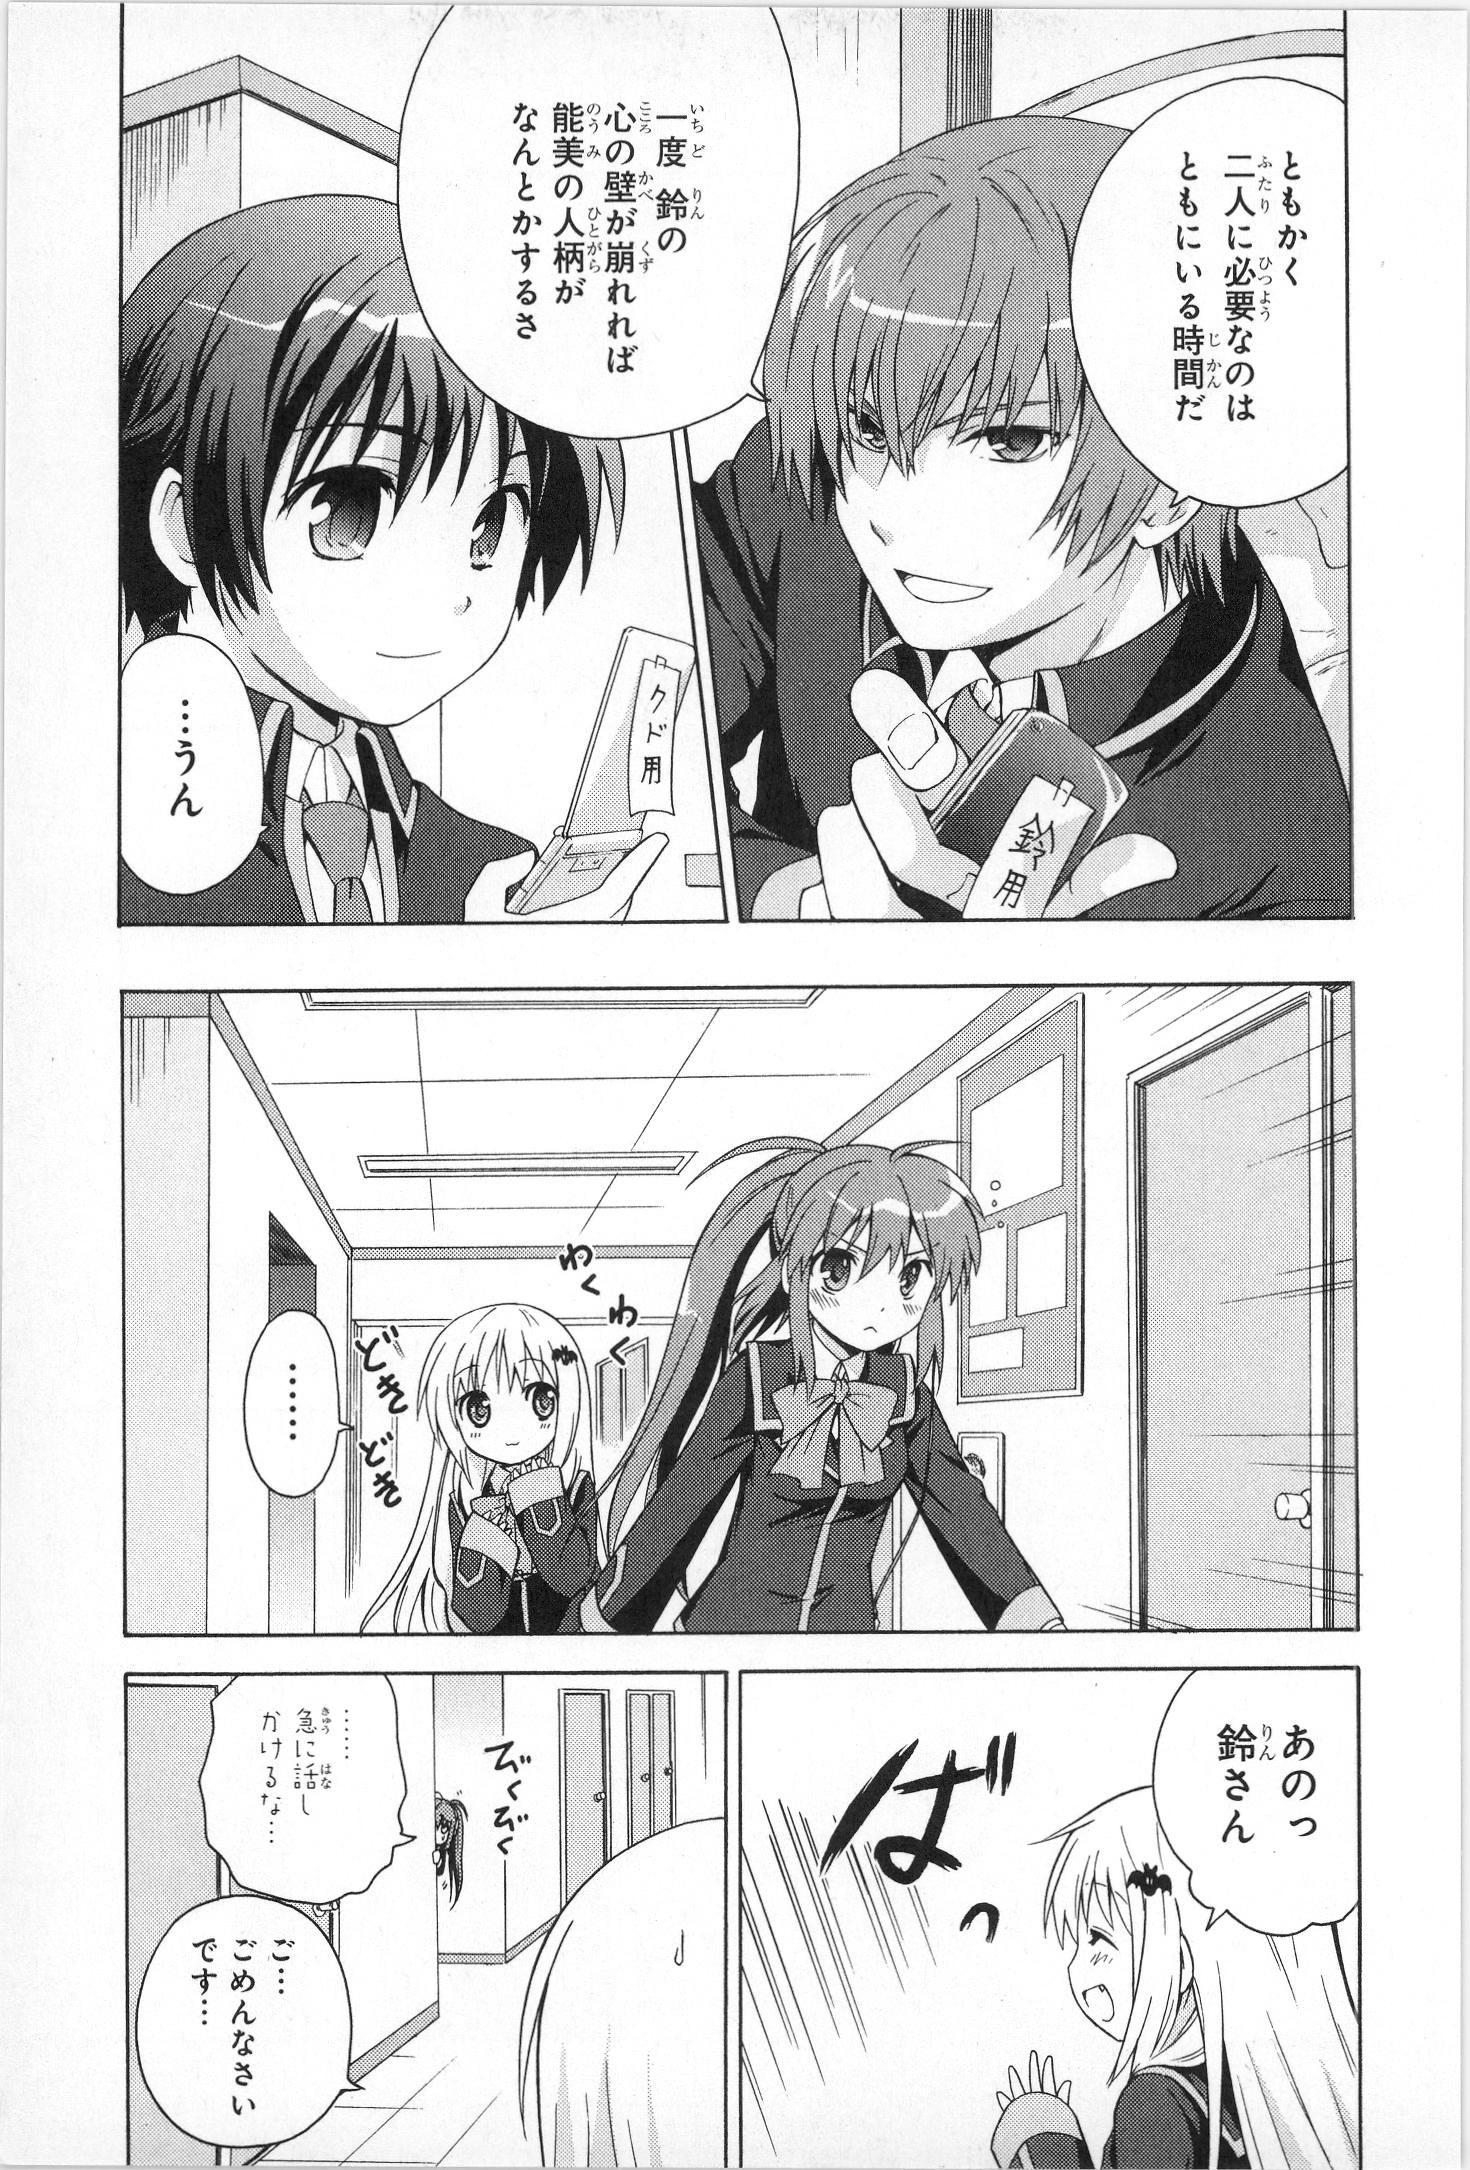 ともかく
二人に必要なのは
ともにいる時間だ
鈴用
一度 鈴の
心の壁が崩れれば
能美の人柄が
なんとかするさ
クド用
…うん
わくわく
どきどき
……
あのっ
鈴さん
ばっ
びくびく
……
急に話し
かけるな…
ご…
ごめんなさい
です…